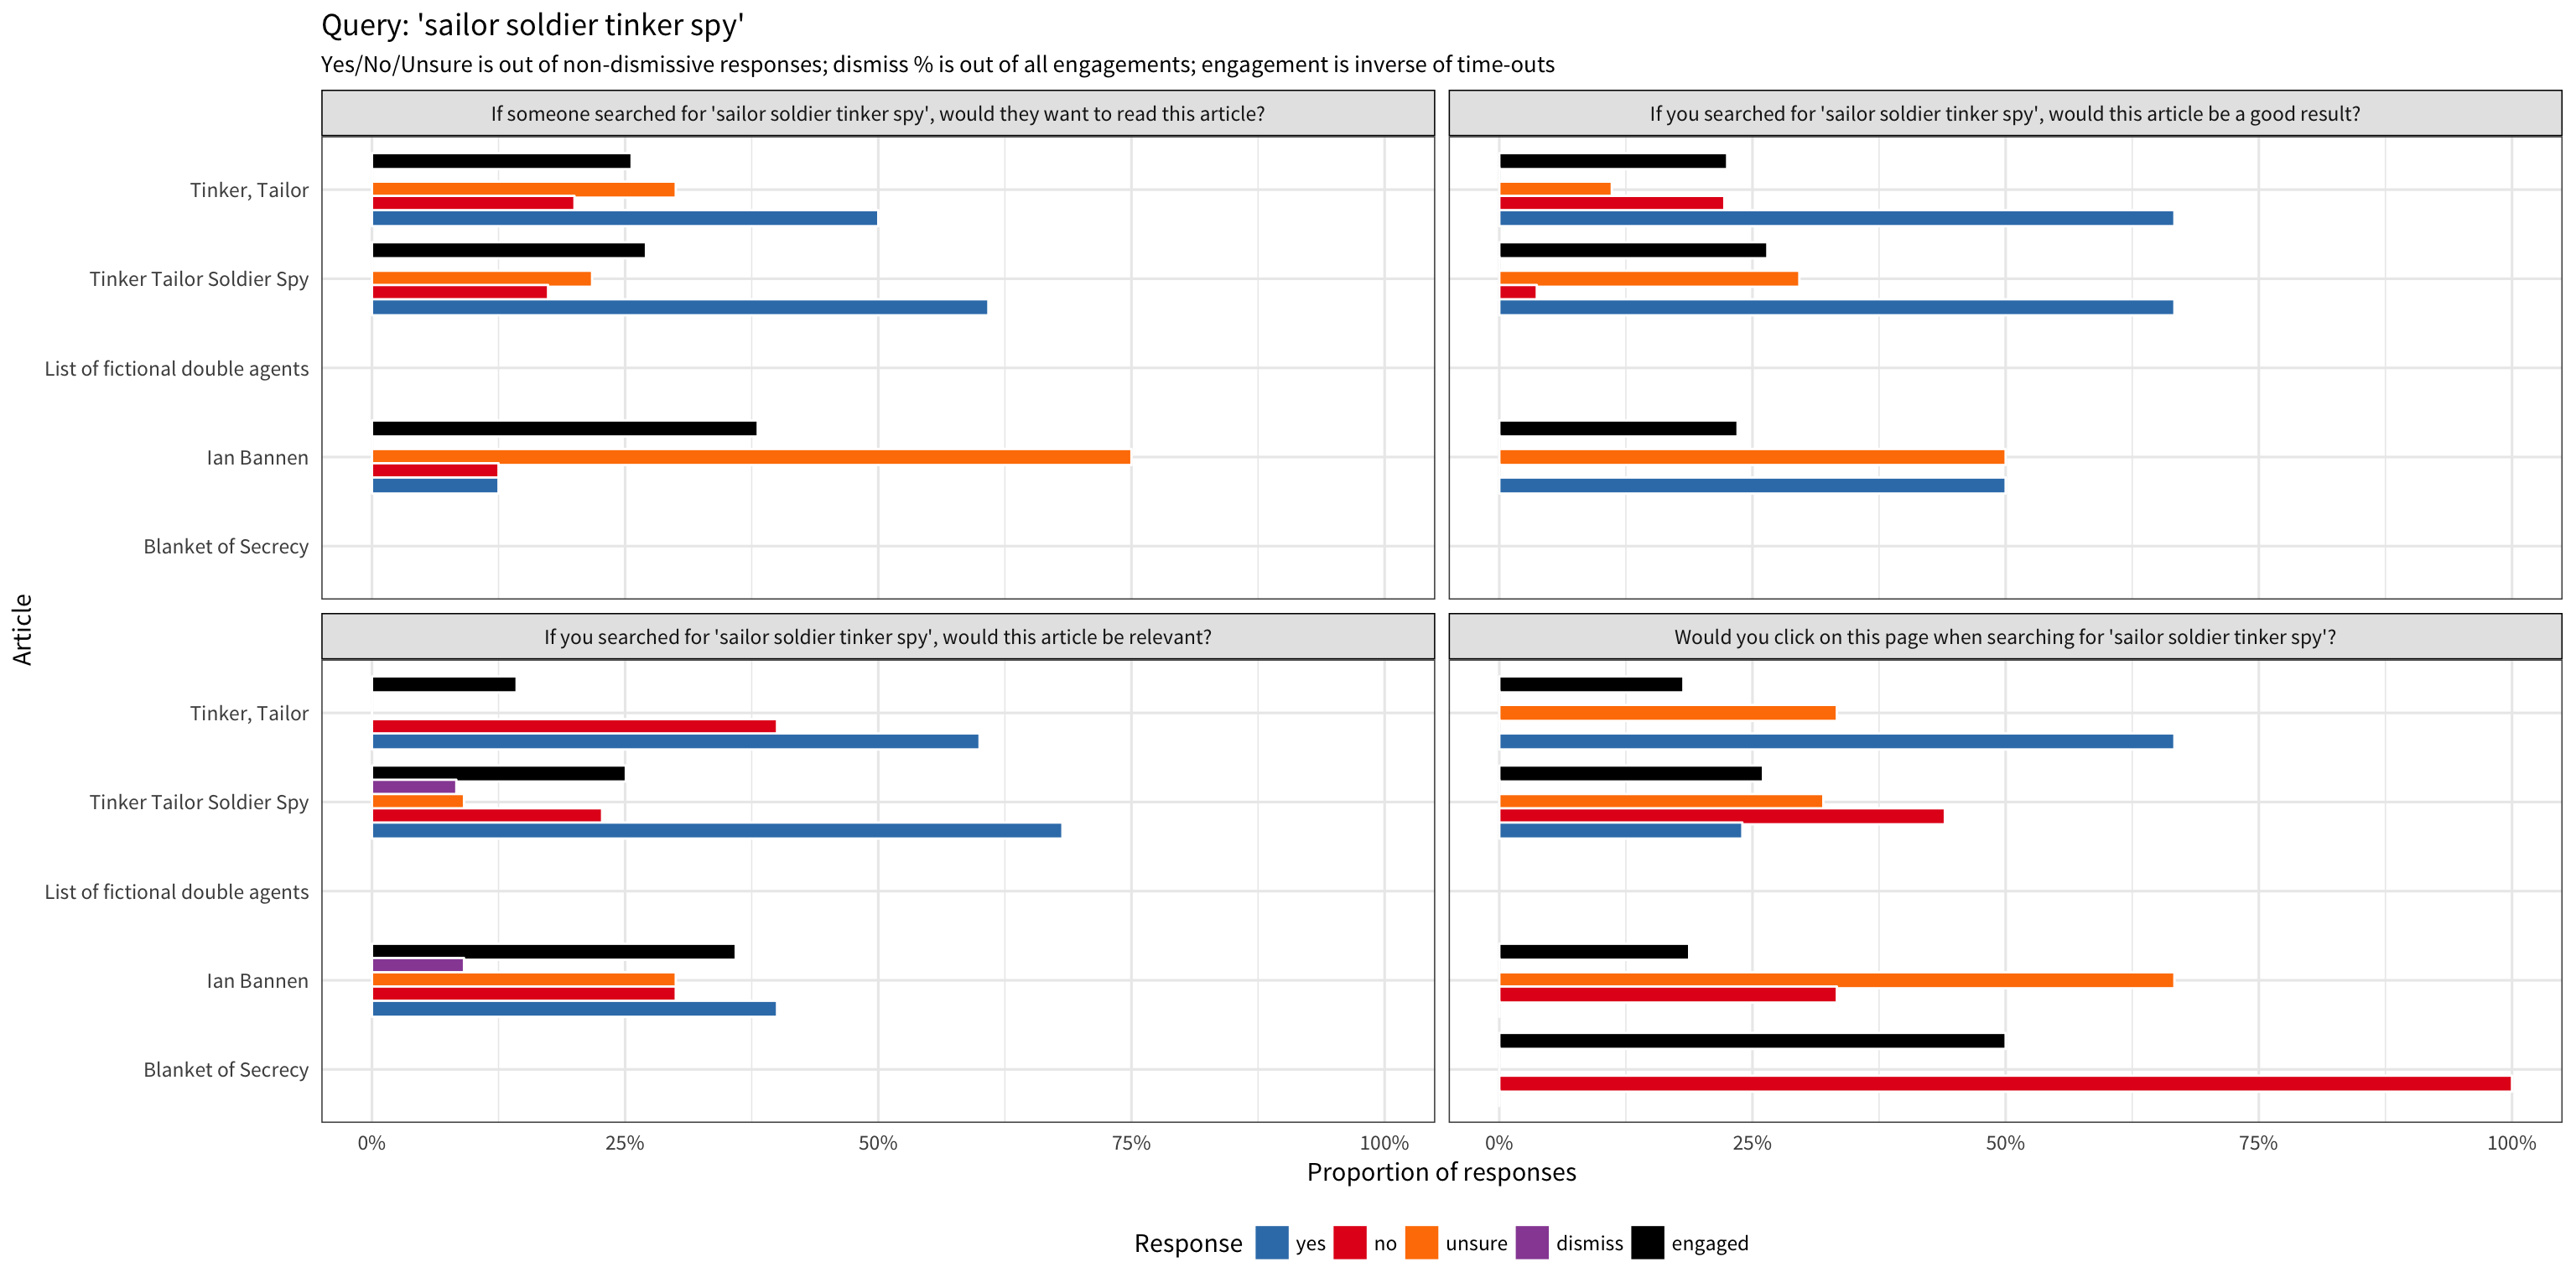 Query: 'sailor soldier tinker spy'
Yes/No/Unsure is out of non-dismissive responses; dismiss % is out of all engagements; engagement is inverse of time-outs
If someone searched for 'sailor soldier tinker spy', would they want to read this article?
If you searched for 'sailor soldier tinker spy', would this article be a good result?
Tinker, Tailor
Tinker Tailor Soldier Spy
List of fictional double agents
Ian Bannen
Blanket of Secrecy
Article
If you searched for 'sailor soldier tinker spy', would this article be relevant?
Would you click on this page when searching for 'sailor soldier tinker spy'?
Tinker, Tailor
Tinker Tailor Soldier Spy
List of fictional double agents
Ian Bannen
Blanket of Secrecy
0% 25% 50% 75% 100% 0% 25% 50% 75% 100%
Proportion of responses
Response yes no unsure dismiss engaged